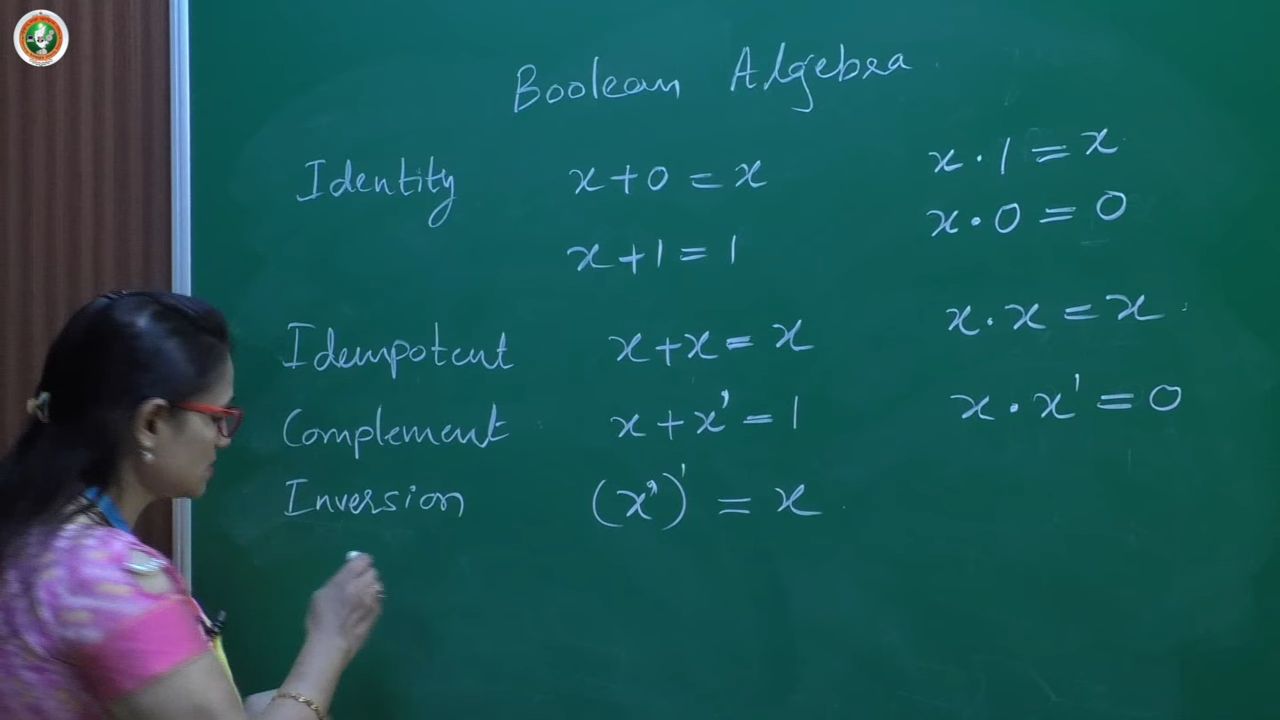 Boolean Algebra
Identity x+0=x x·1=x
x+1=1 x·0=0
Idempotent x+x=x x·x=x
Complement x+x'=1 x·x'=0
Inversion (x')'=x